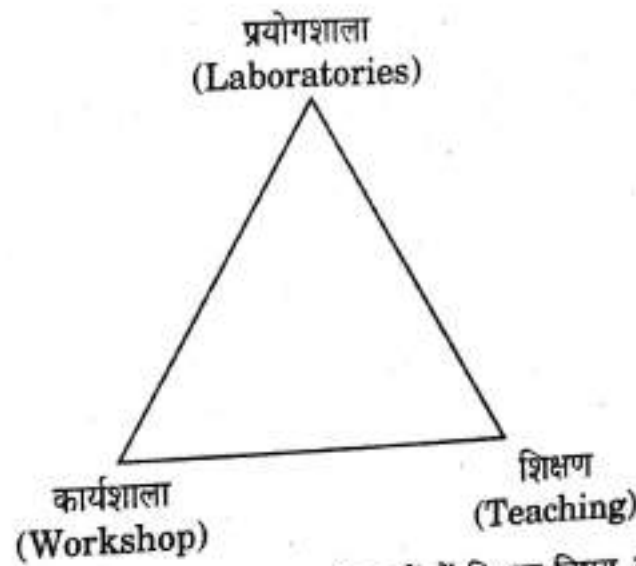 प्रयोगशाला
(Laboratories)
कार्यशाला
(Workshop)
शिक्षण
(Teaching)